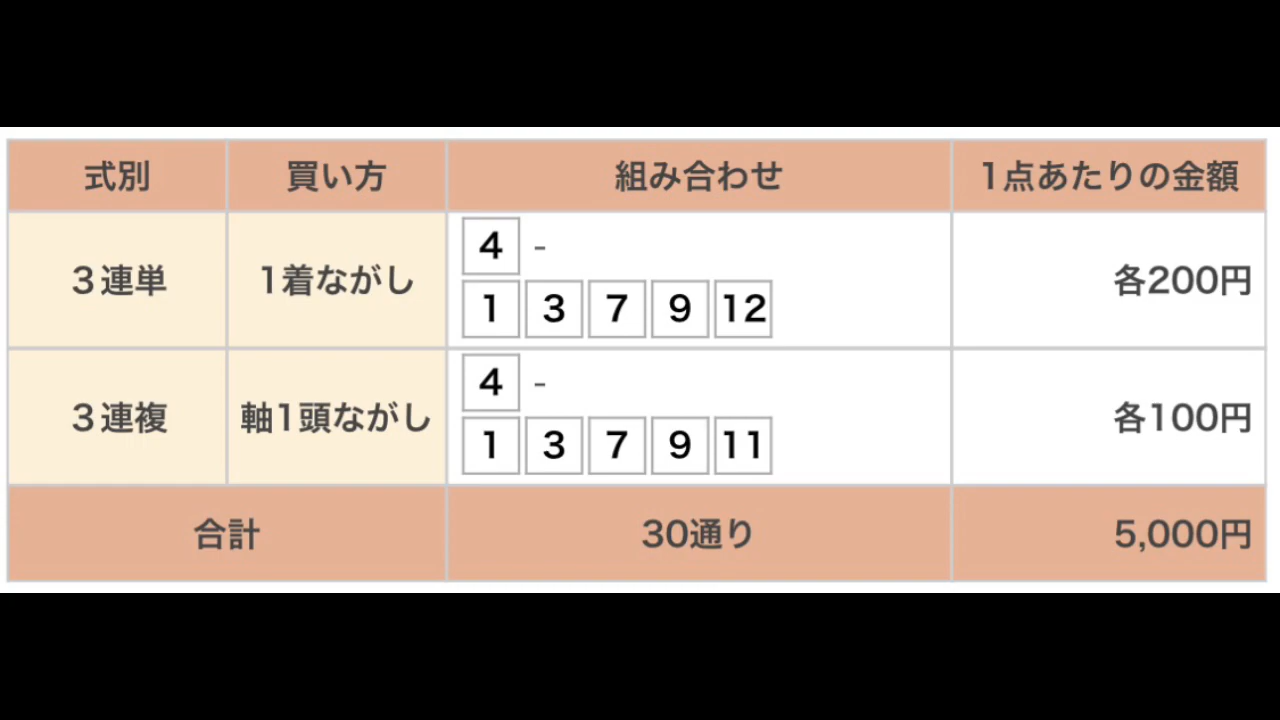 式別 買い方 組み合わせ 1点あたりの金額
3連単 1着ながし 4 - 各200円
1 3 7 9 12
3連複 軸1頭ながし 4 - 各100円
1 3 7 9 11
合計 30通り 5,000円